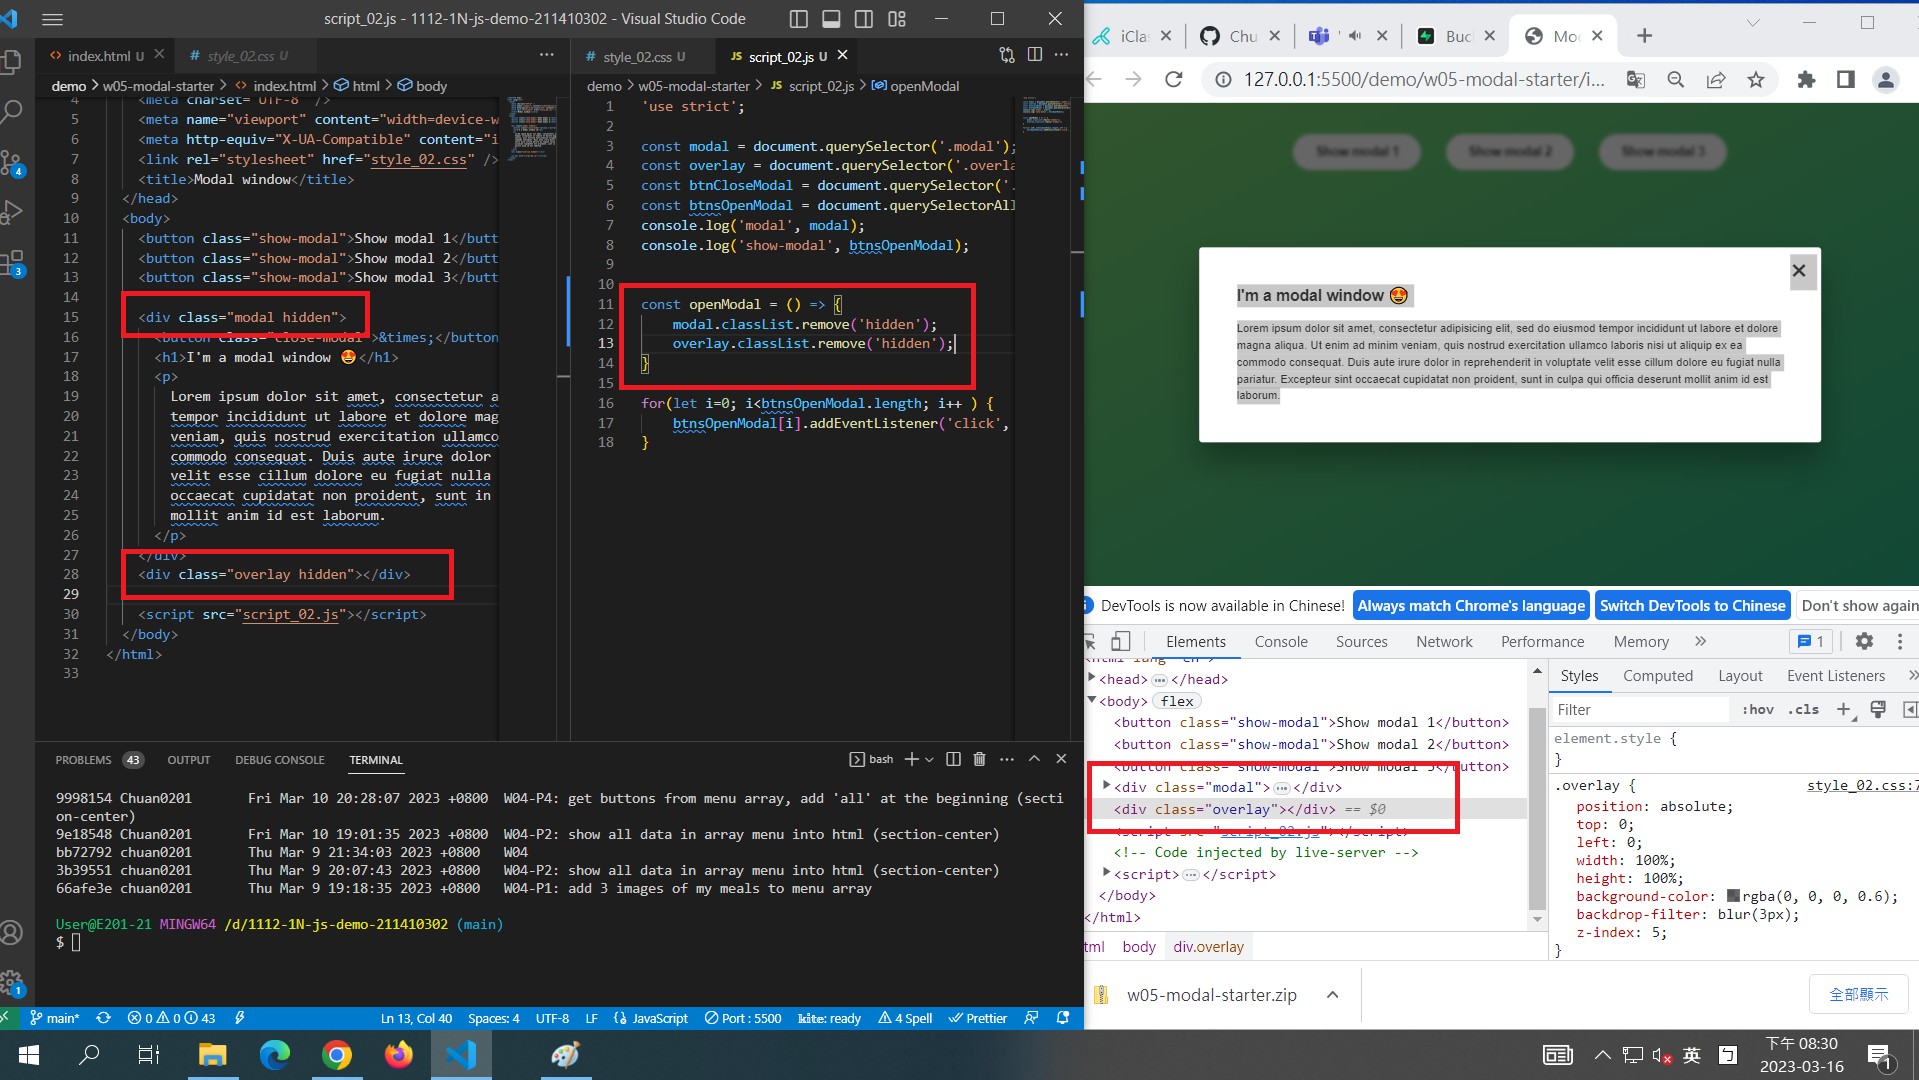 script_02.js - 1112-1N-js-demo-211410302 - Visual Studio Code
index.html U
style_02.css U
demo > w05-modal-starter > index.html > html > body
4 <meta charset="UTF-8" />
5 <meta name="viewport" content="width=device-w
6 <meta http-equiv="X-UA-Compatible" content="i
7 <link rel="stylesheet" href="style_02.css" />
8 <title>Modal window</title>
9 </head>
10 <body>
11 <button class="show-modal">Show modal 1</butt
12 <button class="show-modal">Show modal 2</butt
13 <button class="show-modal">Show modal 3</butt
14
15 <div class="modal hidden">
16 <button class="close-modal">&times;</button
17 <h1>I'm a modal window 😍</h1>
18 <p>
19 Lorem ipsum dolor sit amet, consectetur a
20 tempor incididunt ut labore et dolore mag
21 veniam, quis nostrud exercitation ullamco
22 commodo consequat. Duis aute irure dolor
23 velit esse cillum dolore eu fugiat nulla
24 occaecat cupidatat non proident, sunt in
25 mollit anim id est laborum.
26 </p>
27 </div>
28 <div class="overlay hidden"></div>
29
30 <script src="script_02.js"></script>
31 </body>
32 </html>
33
style_02.css U
JS script_02.js U
demo > w05-modal-starter > JS script_02.js > openModal
1 'use strict';
2
3 const modal = document.querySelector('.modal');
4 const overlay = document.querySelector('.overla
5 const btnCloseModal = document.querySelector('.
6 const btnsOpenModal = document.querySelectorAll
7 console.log('modal', modal);
8 console.log('show-modal', btnsOpenModal);
9
10
11 const openModal = () => {
12 modal.classList.remove('hidden');
13 overlay.classList.remove('hidden');
14 }
15
16 for(let i=0; i<btnsOpenModal.length; i++ ) {
17 btnsOpenModal[i].addEventListener('click',
18 }
PROBLEMS 43 OUTPUT DEBUG CONSOLE TERMINAL
bash
9998154 Chuan0201 Fri Mar 10 20:28:07 2023 +0800 W04-P4: get buttons from menu array, add 'all' at the beginning (secti
on-center)
9e18548 Chuan0201 Fri Mar 10 19:01:35 2023 +0800 W04-P2: show all data in array menu into html (section-center)
bb72792 chuan0201 Thu Mar 9 21:34:03 2023 +0800 W04
3b39551 chuan0201 Thu Mar 9 20:07:43 2023 +0800 W04-P2: show all data in array menu into html (section-center)
66afe3e chuan0201 Thu Mar 9 19:18:35 2023 +0800 W04-P1: add 3 images of my meals to menu array
User@E201-21 MINGW64 /d/1112-1N-js-demo-211410302 (main)
$
4
3
1
main* 0 0 43 Ln 13, Col 40 Spaces: 4 UTF-8 LF JavaScript Port : 5500 kite: ready 4 Spell Prettier
iClas
Chu
Buc
Mo
127.0.0.1:5500/demo/w05-modal-starter/i...
Show modal 1 Show modal 2 Show modal 3
I'm a modal window 😍
Lorem ipsum dolor sit amet, consectetur adipisicing elit, sed do eiusmod tempor incididunt ut labore et dolore
magna aliqua. Ut enim ad minim veniam, quis nostrud exercitation ullamco laboris nisi ut aliquip ex ea
commodo consequat. Duis aute irure dolor in reprehenderit in voluptate velit esse cillum dolore eu fugiat nulla
pariatur. Excepteur sint occaecat cupidatat non proident, sunt in culpa qui officia deserunt mollit anim id est
laborum.
DevTools is now available in Chinese! Always match Chrome's language Switch DevTools to Chinese Don't show again
Elements Console Sources Network Performance Memory » 1
<html lang="en">
<head> … </head>
<body> flex
<button class="show-modal">Show modal 1</button>
<button class="show-modal">Show modal 2</button>
<button class="show-modal">Show modal 3</button>
<div class="modal"> … </div>
<div class="overlay"></div> == $0
<script src="script_02.js"></script>
<!-- Code injected by live-server -->
<script> … </script>
</body>
</html>
tml body div.overlay
Styles Computed Layout Event Listeners »
Filter :hov .cls
element.style {
}
.overlay { style_02.css:7
position: absolute;
top: 0;
left: 0;
width: 100%;
height: 100%;
background-color: rgba(0, 0, 0, 0.6);
backdrop-filter: blur(3px);
z-index: 5;
}
w05-modal-starter.zip
全部顯示
英
下午 08:30
2023-03-16
1